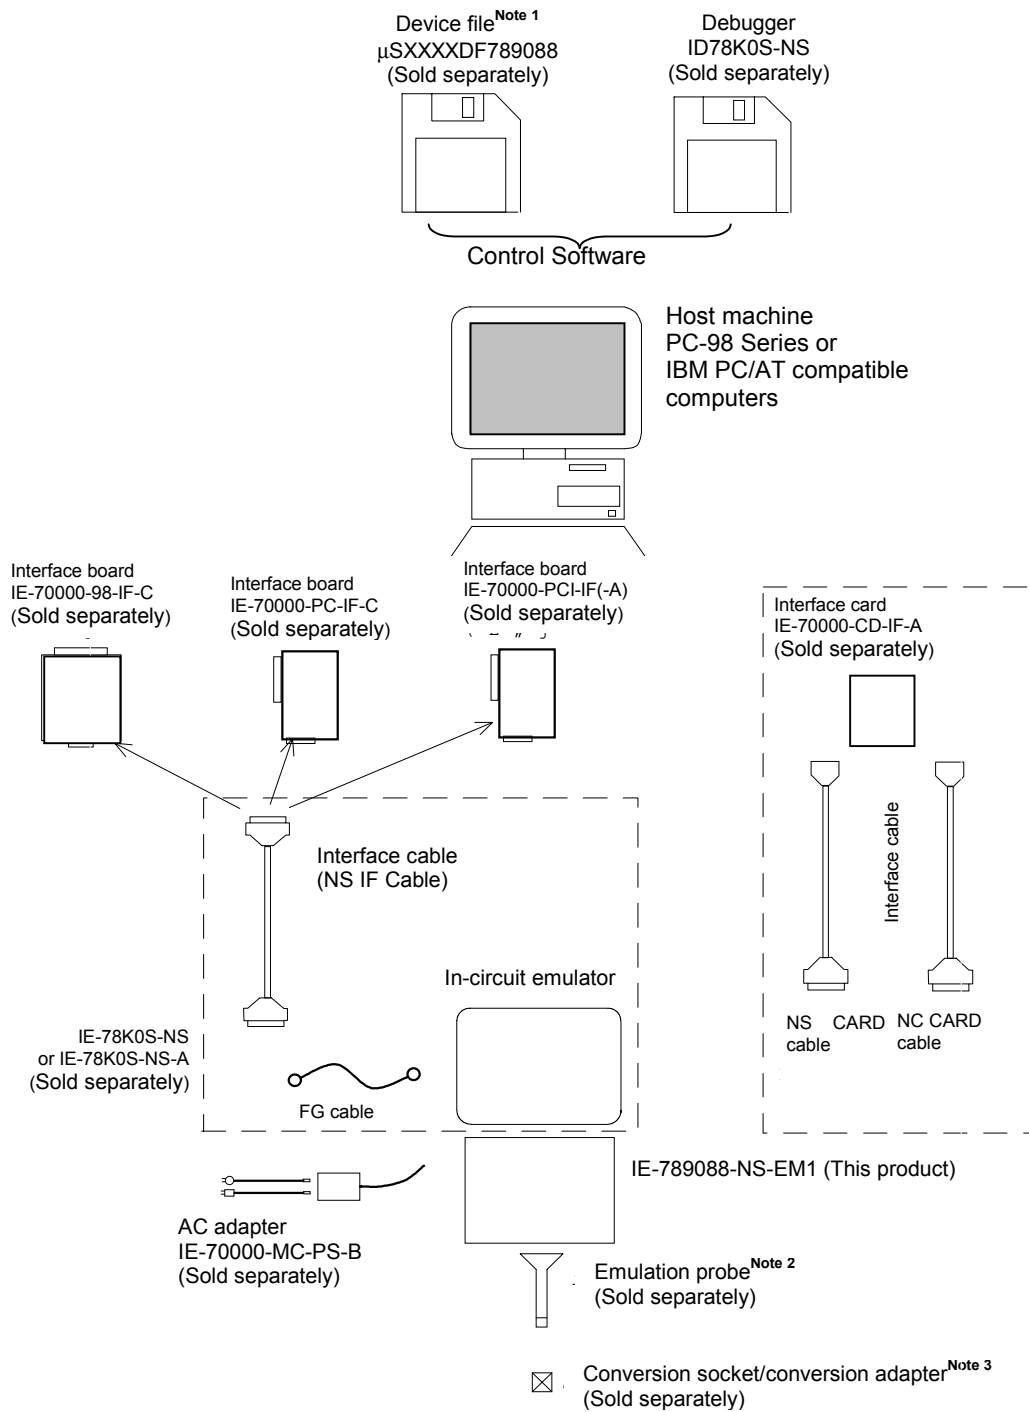 Device file Note 1
µSXXXXDF789088
(Sold separately)
Debugger
ID78K0S-NS
(Sold separately)
Control Software
Host machine
PC-98 Series or
IBM PC/AT compatible
computers
Interface board
IE-70000-98-IF-C
(Sold separately)
Interface board
IE-70000-PC-IF-C
(Sold separately)
Interface board
IE-70000-PCI-IF(-A)
(Sold separately)
Interface card
IE-70000-CD-IF-A
(Sold separately)
Interface cable
(NS IF Cable)
Interface cable
In-circuit emulator
NS CARD
cable
NC CARD
cable
IE-78K0S-NS
or IE-78K0S-NS-A
(Sold separately)
FG cable
IE-789088-NS-EM1 (This product)
AC adapter
IE-70000-MC-PS-B
(Sold separately)
Emulation probe Note 2
(Sold separately)
Conversion socket/conversion adapter Note 3
(Sold separately)